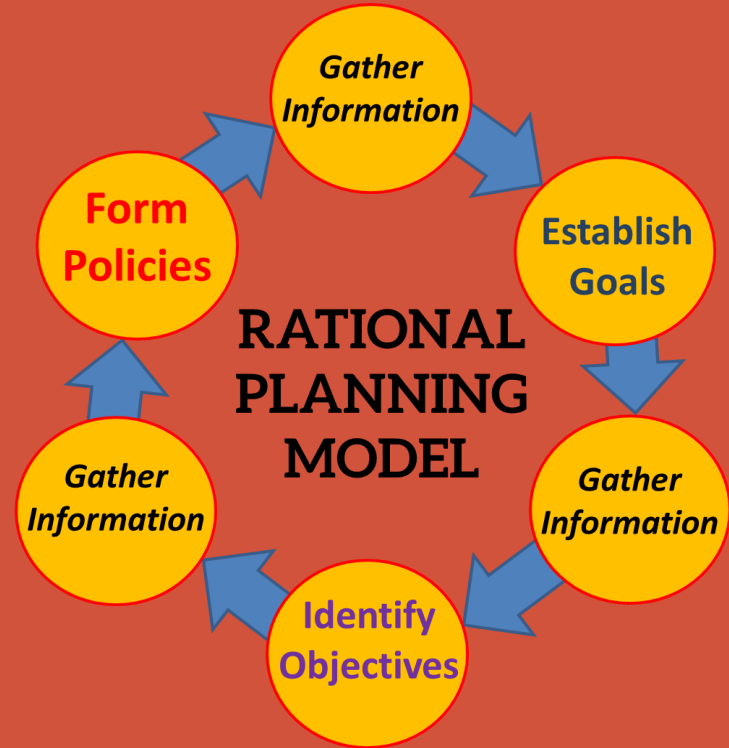 Gather
Information
Establish
Goals
Gather
Information
Identify
Objectives
Gather
Information
Form
Policies
RATIONAL
PLANNING
MODEL